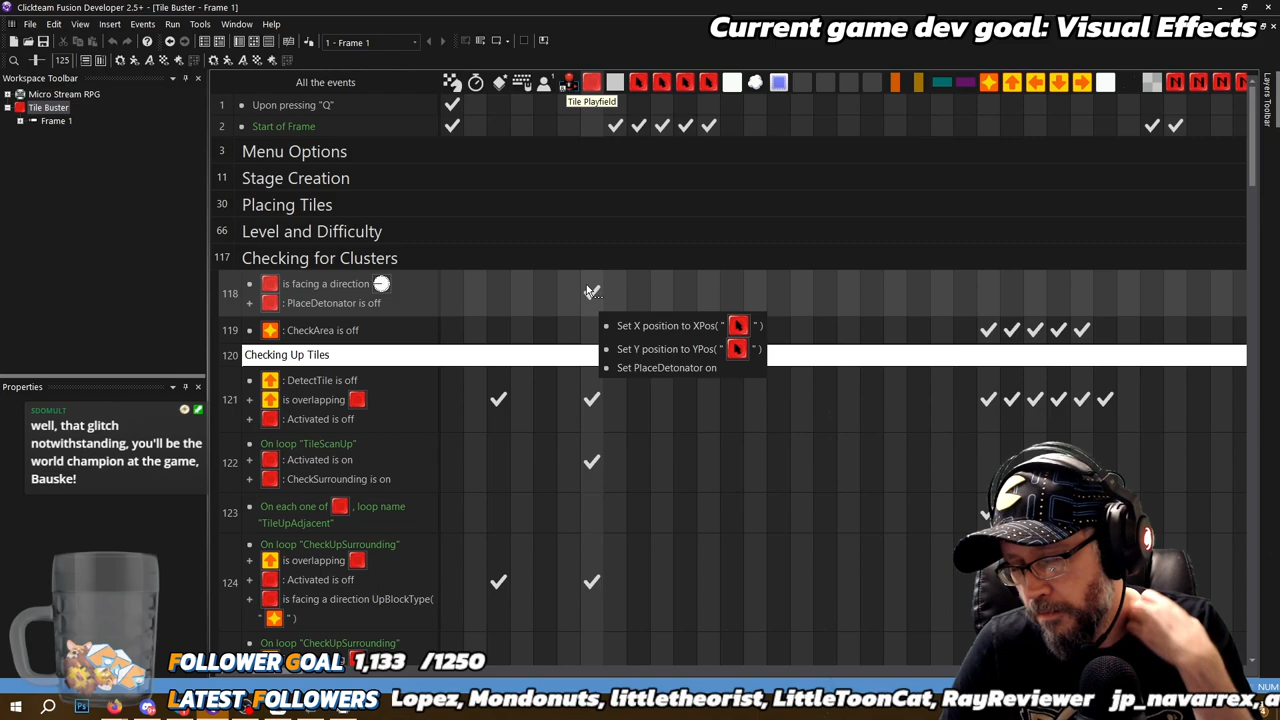 Clickteam Fusion Developer 2.5+ - [Tile Buster - Frame 1]
Current game dev goal: Visual Effects
File Edit View Insert Events Run Tools Window Help
1 - Frame 1
Workspace Toolbar
Micro Stream RPG
Tile Buster
Frame 1
Properties
SDOMULT
well, that glitch
notwithstanding, you'll be the
world champion at the game,
Bauske!
Layers Toolbar
All the events
Tile Playfield
1 Upon pressing "Q"
2 Start of Frame
3 Menu Options
11 Stage Creation
30 Placing Tiles
66 Level and Difficulty
117 Checking for Clusters
118 is facing a direction
+ : PlaceDetonator is off
Set X position to XPos( " " )
Set Y position to YPos( " " )
Set PlaceDetonator on
119 : CheckArea is off
120 Checking Up Tiles
: DetectTile is off
121 + is overlapping
+ : Activated is off
On loop "TileScanUp"
122 + : Activated is on
+ : CheckSurrounding is on
123 On each one of , loop name
"TileUpAdjacent"
On loop "CheckUpSurrounding"
+ is overlapping
124 + : Activated is off
+ is facing a direction UpBlockType(
" " )
On loop "CheckUpSurrounding"
FOLLOWER GOAL 1,133 /1250
LATEST FOLLOWERS Lopez, Mondonuts, littletheorist, LittleToonCat, RayReviewer jp_navarrex, a
NUM